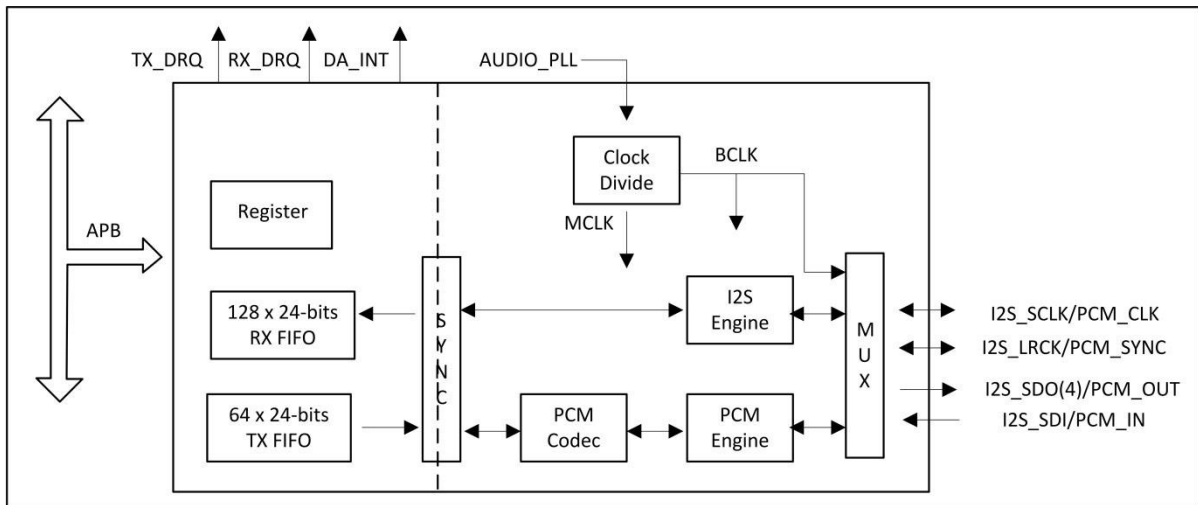 TX_DRQ RX_DRQ DA_INT AUDIO_PLL
Clock
Divide
BCLK
MCLK
Register
APB
128 x 24-bits
RX FIFO
64 x 24-bits
TX FIFO
S
Y
N
C
I2S
Engine
PCM
Codec
PCM
Engine
M
U
X
I2S_SCLK/PCM_CLK
I2S_LRCK/PCM_SYNC
I2S_SDO(4)/PCM_OUT
I2S_SDI/PCM_IN